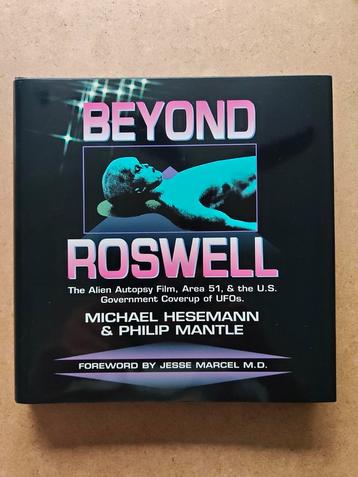 BEYOND
ROSWELL
The Alien Autopsy Film, Area 51, & the U.S.
Government Coverup of UFOs.
MICHAEL HESEMANN
& PHILIP MANTLE
FOREWORD BY JESSE MARCEL M.D.